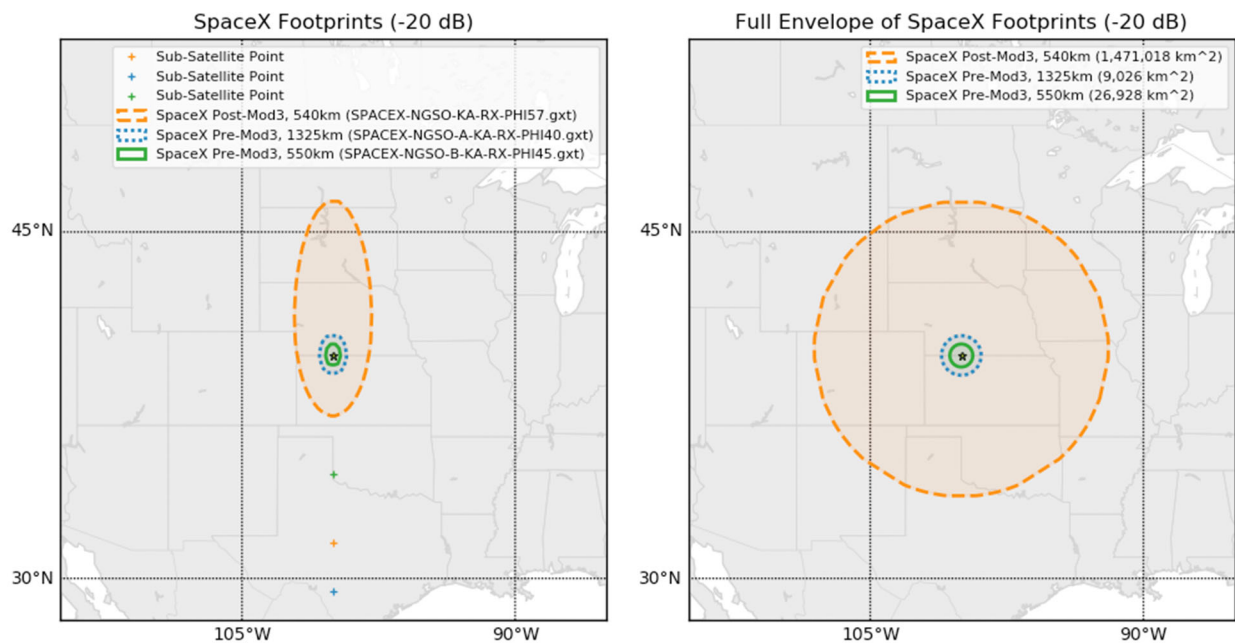 SpaceX Footprints (-20 dB)
Sub-Satellite Point
Sub-Satellite Point
Sub-Satellite Point
SpaceX Post-Mod3, 540km (SPACEX-NGSO-KA-RX-PHI57.gxt)
SpaceX Pre-Mod3, 1325km (SPACEX-NGSO-A-KA-RX-PHI40.gxt)
SpaceX Pre-Mod3, 550km (SPACEX-NGSO-B-KA-RX-PHI45.gxt)
45°N
30°N
105°W
90°W
Full Envelope of SpaceX Footprints (-20 dB)
SpaceX Post-Mod3, 540km (1,471,018 km^2)
SpaceX Pre-Mod3, 1325km (9,026 km^2)
SpaceX Pre-Mod3, 550km (26,928 km^2)
45°N
30°N
105°W
90°W